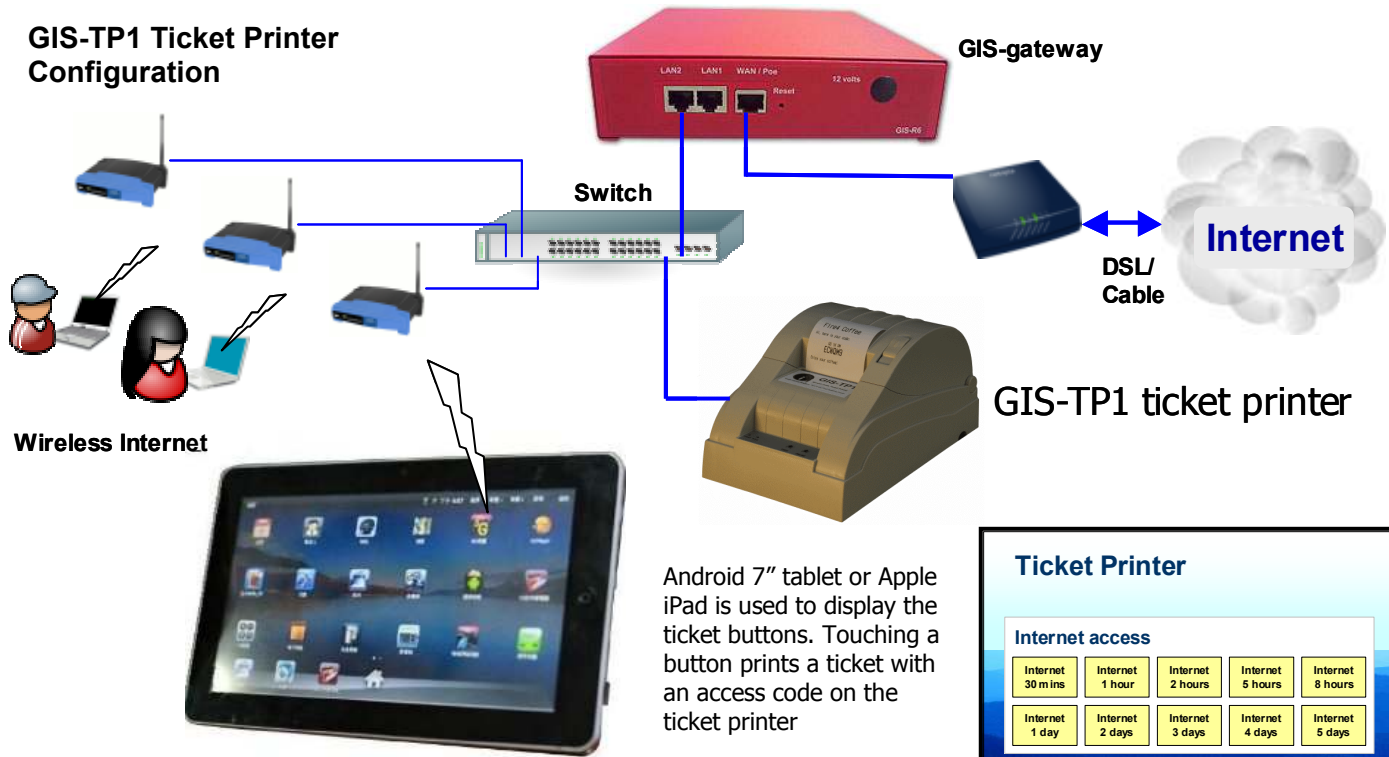 GIS-TP1 Ticket Printer
Configuration
GIS-gateway
LAN2 LAN1 WAN / Poe
12 volts
Reset
GIS-R6
Switch
Internet
DSL/
Cable
Wireless Internet
GIS-TP1
GIS-TP1 ticket printer
Android 7” tablet or Apple
iPad is used to display the
ticket buttons. Touching a
button prints a ticket with
an access code on the
ticket printer
Ticket Printer
Internet access
Internet
30 mins
Internet
1 hour
Internet
2 hours
Internet
5 hours
Internet
8 hours
Internet
1 day
Internet
2 days
Internet
3 days
Internet
4 days
Internet
5 days